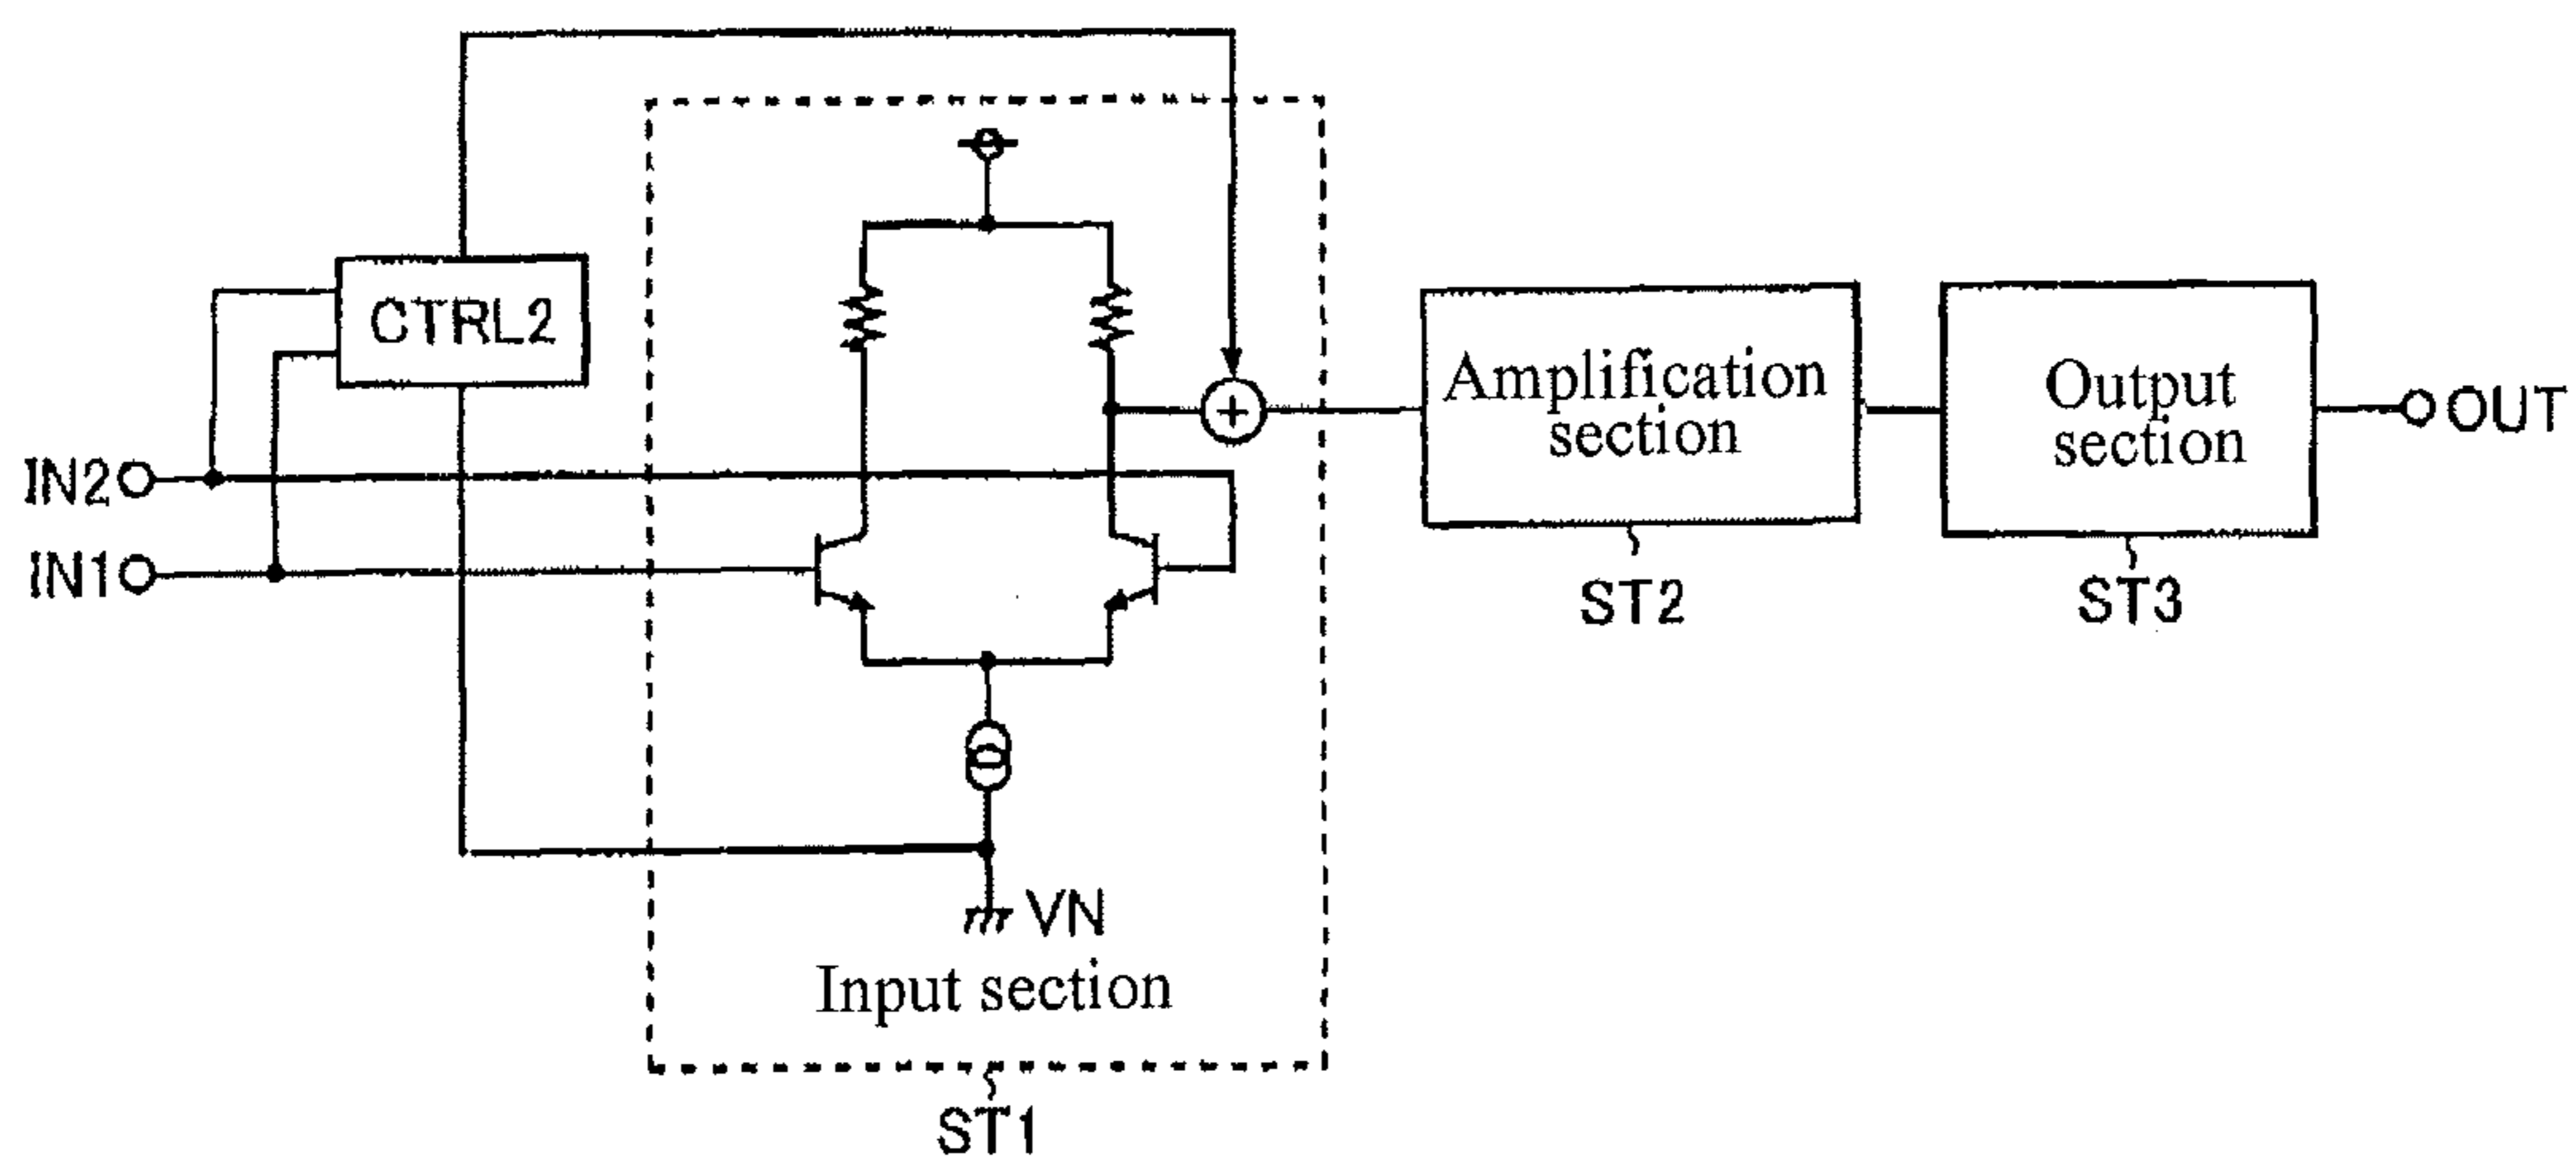 CTRL2
Amplification
section
Output
section
OUT
IN2
IN1
ST2
ST3
VN
Input section
ST1